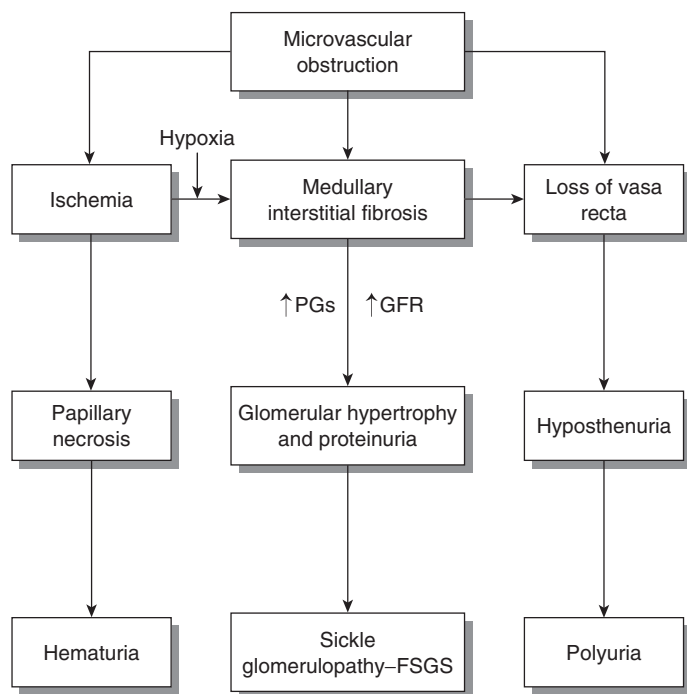 Microvascular
obstruction
Hypoxia
Ischemia
Medullary
interstitial fibrosis
Loss of vasa
recta
↑PGs ↑GFR
Papillary
necrosis
Glomerular hypertrophy
and proteinuria
Hyposthenuria
Hematuria
Sickle
glomerulopathy–FSGS
Polyuria